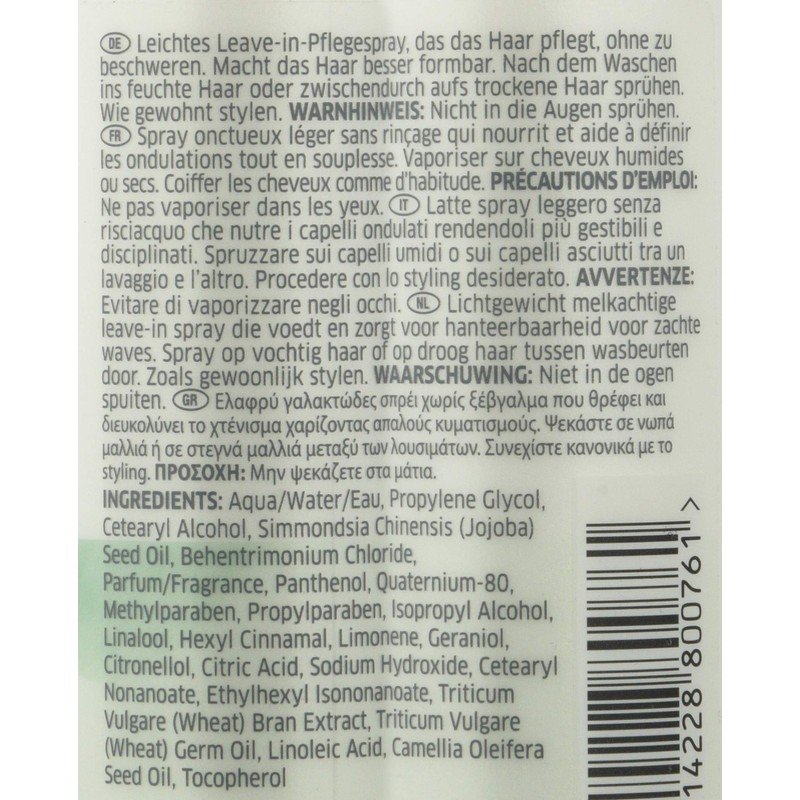 DE Leichtes Leave-in-Pflegespray, das das Haar pflegt, ohne zu
beschweren. Macht das Haar besser formbar. Nach dem Waschen
ins feuchte Haar oder zwischendurch aufs trockene Haar sprühen.
Wie gewohnt stylen. WARNHINWEIS: Nicht in die Augen sprühen.
FR Spray onctueux léger sans rinçage qui nourrit et aide à définir
les ondulations tout en souplesse. Vaporiser sur cheveux humides
ou secs. Coiffer les cheveux comme d'habitude. PRÉCAUTIONS D'EMPLOI:
Ne pas vaporiser dans les yeux. IT Latte spray leggero senza
risciacquo che nutre i capelli ondulati rendendoli più gestibili e
disciplinati. Spruzzare sui capelli umidi o sui capelli asciutti tra un
lavaggio e l'altro. Procedere con lo styling desiderato. AVVERTENZE:
Evitare di vaporizzare negli occhi. NL Lichtgewicht melkachtige
leave-in spray die voedt en zorgt voor hanteerbaarheid voor zachte
waves. Spray op vochtig haar of op droog haar tussen wasbeurten
door. Zoals gewoonlijk stylen. WAARSCHUWING: Niet in de ogen
spuiten. GR Ελαφρύ γαλακτώδες σπρέι χωρίς ξέβγαλμα που θρέφει και
διευκολύνει το χτένισμα χαρίζοντας απαλούς κυματισμούς. Ψεκάστε σε νωπά
μαλλιά ή σε στεγνά μαλλιά μεταξύ των λουσιμάτων. Συνεχίστε κανονικά με το
styling. ΠΡΟΣΟΧΗ: Μην ψεκάζετε στα μάτια.
INGREDIENTS: Aqua/Water/Eau, Propylene Glycol,
Cetearyl Alcohol, Simmondsia Chinensis (Jojoba)
Seed Oil, Behentrimonium Chloride,
Parfum/Fragrance, Panthenol, Quaternium-80,
Methylparaben, Propylparaben, Isopropyl Alcohol,
Linalool, Hexyl Cinnamal, Limonene, Geraniol,
Citronellol, Citric Acid, Sodium Hydroxide, Cetearyl
Nonanoate, Ethylhexyl Isononanoate, Triticum
Vulgare (Wheat) Bran Extract, Triticum Vulgare
(Wheat) Germ Oil, Linoleic Acid, Camellia Oleifera
Seed Oil, Tocopherol
14228 800761 >